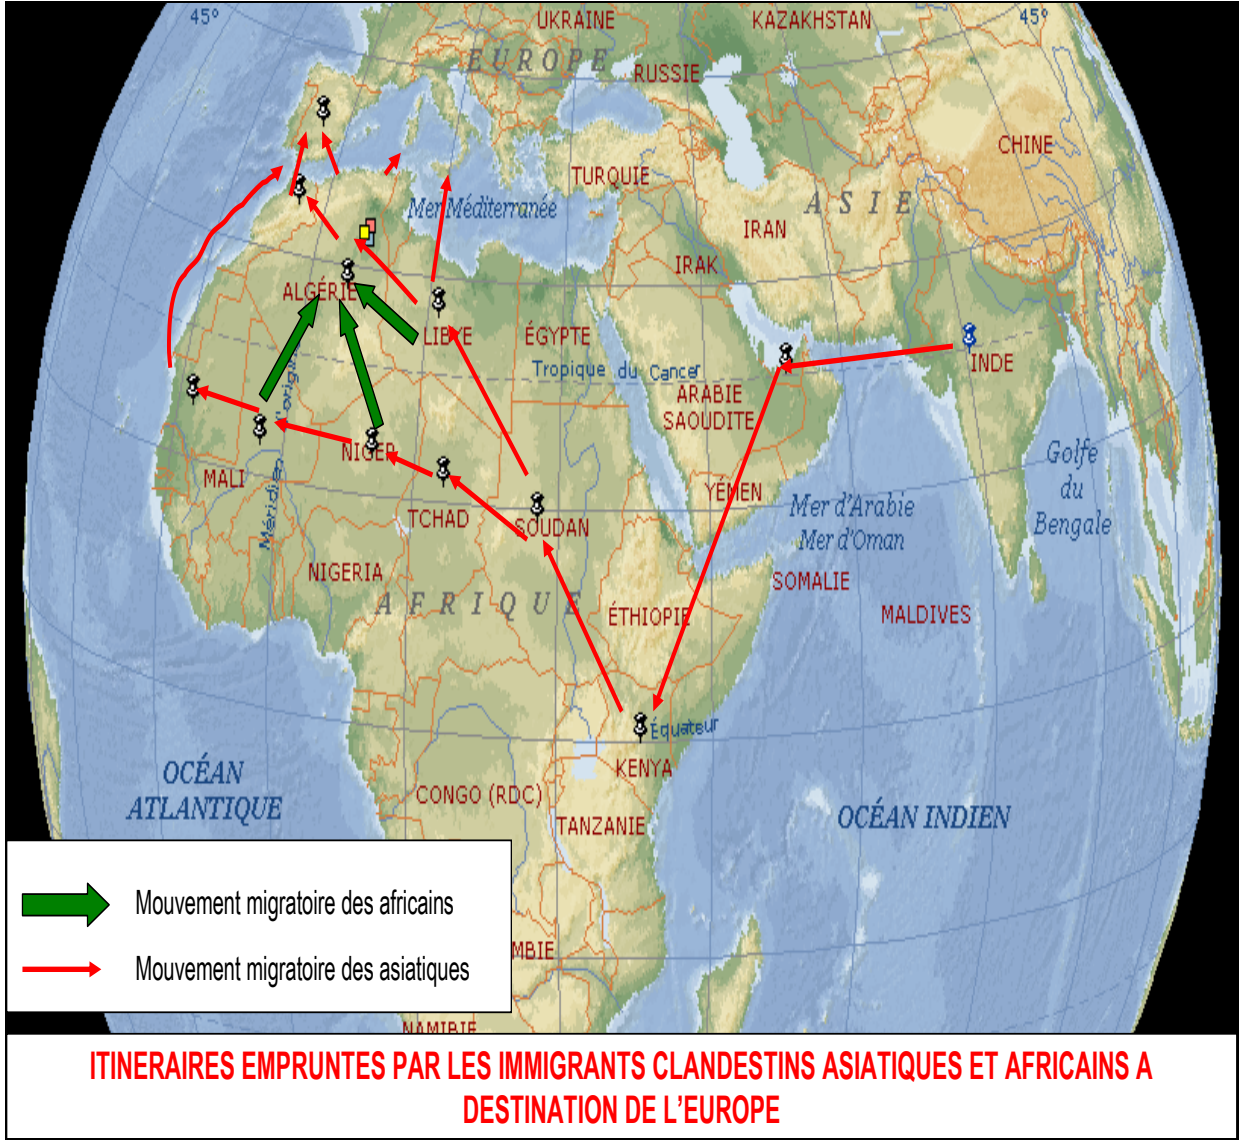 45°
UKRAINE
KAZAKHSTAN
45°
EUROPE
RUSSIE
CHINE
TURQUIE
ASIE
Mer Méditerranée
IRAN
IRAK
ALGÉRIE
LIBYE
ÉGYPTE
INDE
Tropique du Cancer
ARABIE
SAOUDITE
Méridien
d'origine
NIGER
MALI
YÉMEN
Golfe
du
Bengale
Mer d'Arabie
Mer d'Oman
TCHAD
SOUDAN
NIGERIA
SOMALIE
AFRIQUE
ÉTHIOPIE
MALDIVES
Équateur
KENYA
OCÉAN
ATLANTIQUE
CONGO (RDC)
TANZANIE
OCÉAN INDIEN
MBIE
NAMIBIE
Mouvement migratoire des africains
Mouvement migratoire des asiatiques
ITINERAIRES EMPRUNTES PAR LES IMMIGRANTS CLANDESTINS ASIATIQUES ET AFRICAINS A
DESTINATION DE L'EUROPE